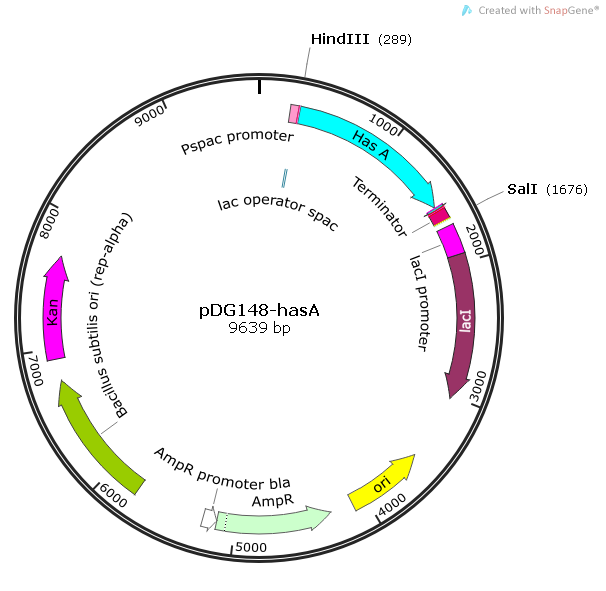 Created with SnapGene®
HindIII (289)
1000
9000
Has A
Pspac promoter
Terminator
SalI (1676)
lac operator spac
2000
8000
lacI promoter
Bacillus subtilis ori (rep-alpha)
pDG148-hasA
9639 bp
Kan
lacI
7000
3000
AmpR promoter bla
ori
AmpR
6000
4000
5000